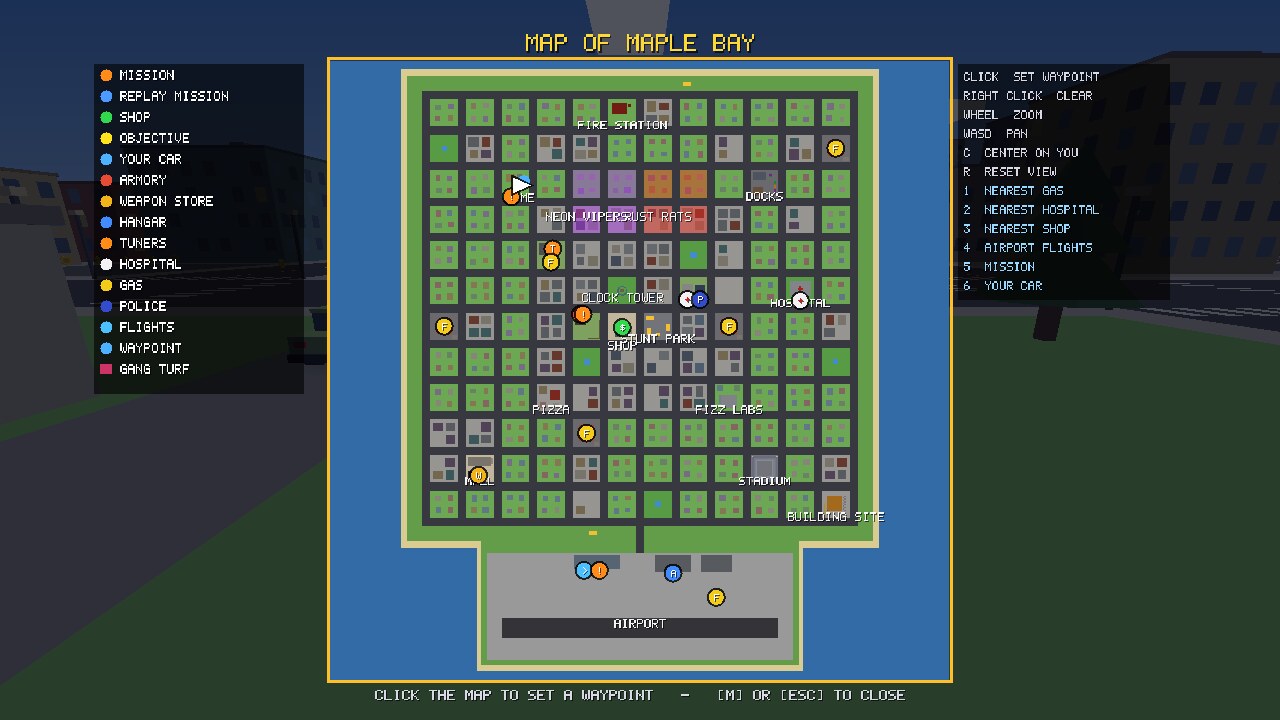 MAP OF MAPLE BAY
MISSION
REPLAY MISSION
SHOP
OBJECTIVE
YOUR CAR
ARMORY
WEAPON STORE
HANGAR
TUNERS
HOSPITAL
GAS
POLICE
FLIGHTS
WAYPOINT
GANG TURF
FIRE STATION
F
DOCKS
NEON VIPERS
RUST RATS
T
F
CLOCK TOWER
P
F
!
$
F
SHOP
PIZZA
FIZZ LABS
F
W
STADIUM
BUILDING SITE
!
A
F
AIRPORT
CLICK SET WAYPOINT
RIGHT CLICK CLEAR
WHEEL ZOOM
WASD PAN
C CENTER ON YOU
R RESET VIEW
1 NEAREST GAS
2 NEAREST HOSPITAL
3 NEAREST SHOP
4 AIRPORT FLIGHTS
5 MISSION
6 YOUR CAR
CLICK THE MAP TO SET A WAYPOINT - [M] OR [ESC] TO CLOSE